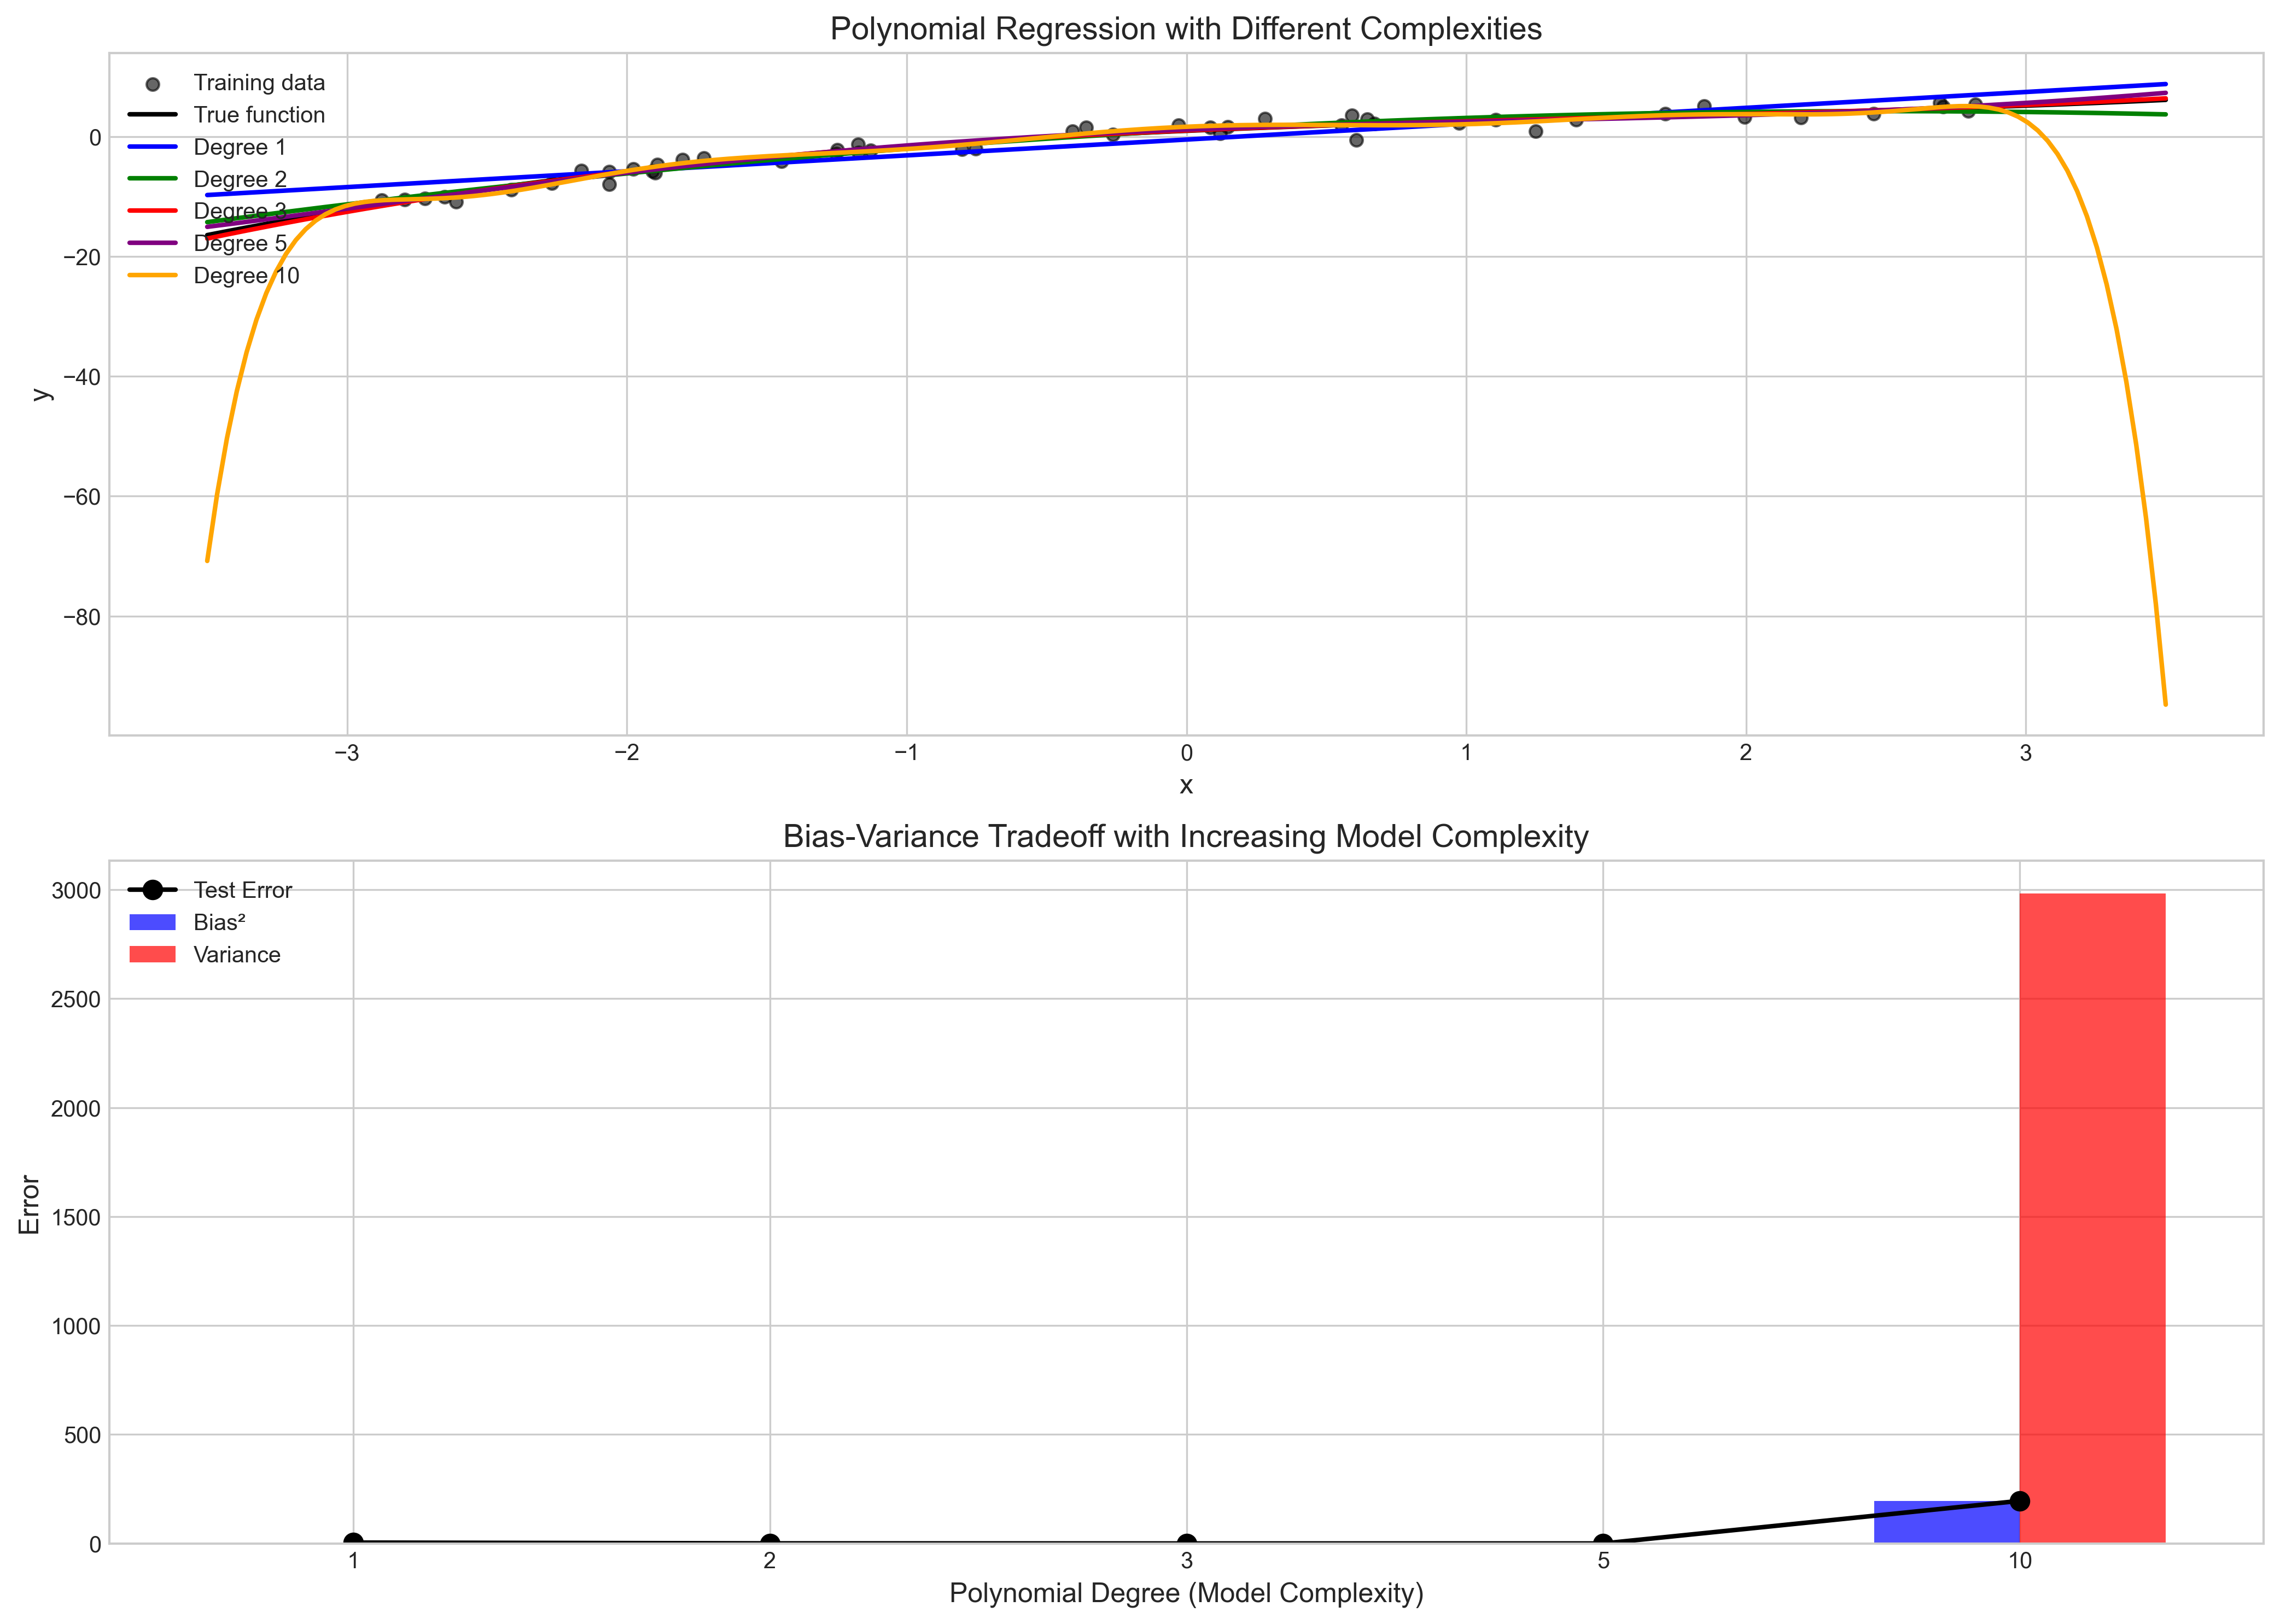 Polynomial Regression with Different Complexities
Training data
True function
Degree 1
Degree 2
Degree 3
Degree 5
Degree 10
0
−20
−40
−60
−80
y
−3 −2 −1 0 1 2 3
x
Bias-Variance Tradeoff with Increasing Model Complexity
Test Error
Bias²
Variance
3000
2500
2000
1500
1000
500
0
Error
1 2 3 5 10
Polynomial Degree (Model Complexity)